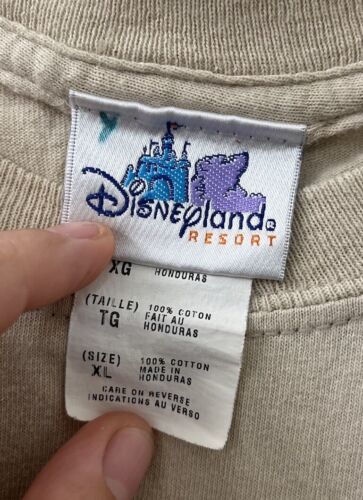 Disneyland®
RESORT
XG HONDURAS
(TAILLE) 100% COTON
TG FAIT AU
HONDURAS
(SIZE) 100% COTTON
XL MADE IN
HONDURAS
CARE ON REVERSE
INDICATIONS AU VERSO